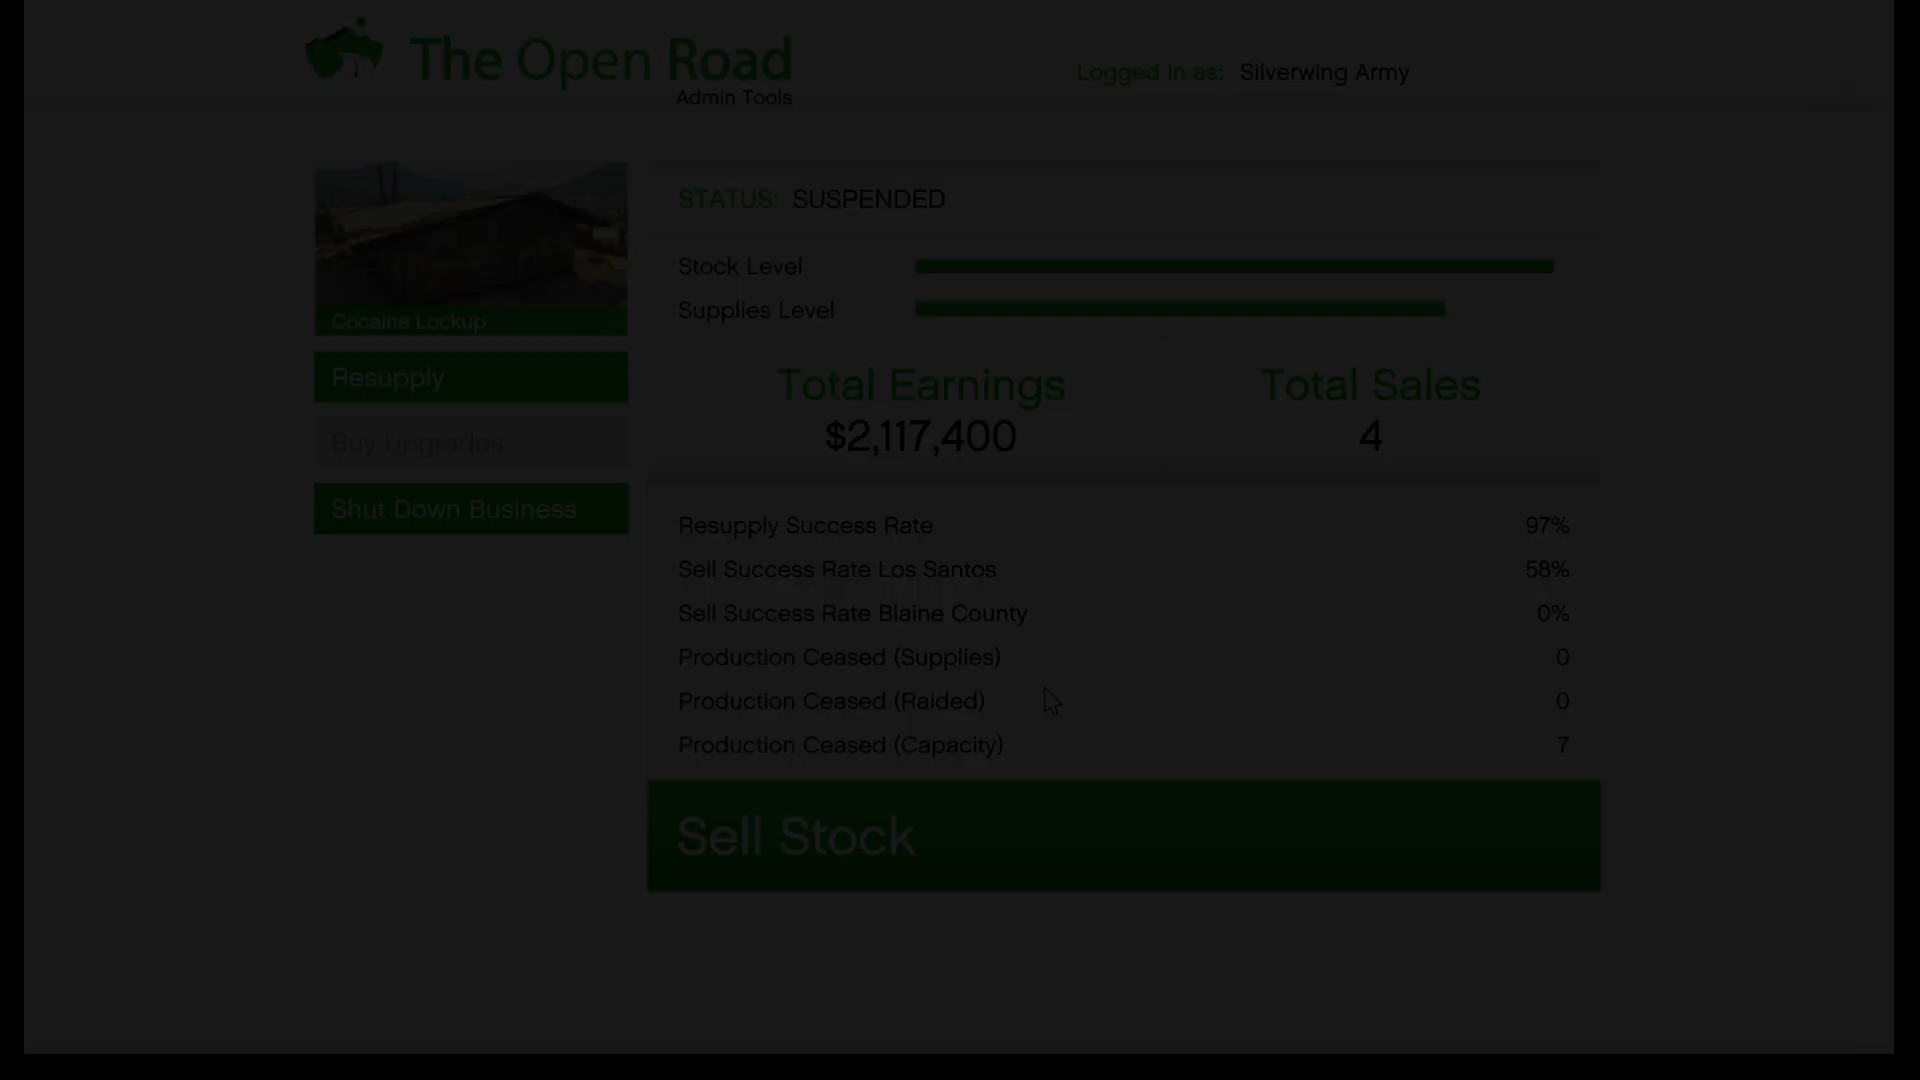 The Open Road
Admin Tools
Logged in as: Silverwing Army
Cocaine Lockup
Resupply
Buy Upgrades
Shut Down Business
STATUS: SUSPENDED
Stock Level
Supplies Level
Total Earnings
$2,117,400
Total Sales
4
Resupply Success Rate 97%
Sell Success Rate Los Santos 58%
Sell Success Rate Blaine County 0%
Production Ceased (Supplies) 0
Production Ceased (Raided) 0
Production Ceased (Capacity) 7
Sell Stock